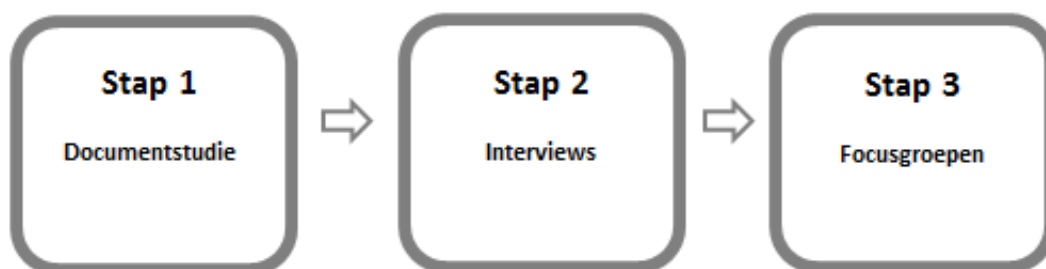 Stap 1
Documentstudie
Stap 2
Interviews
Stap 3
Focusgroepen